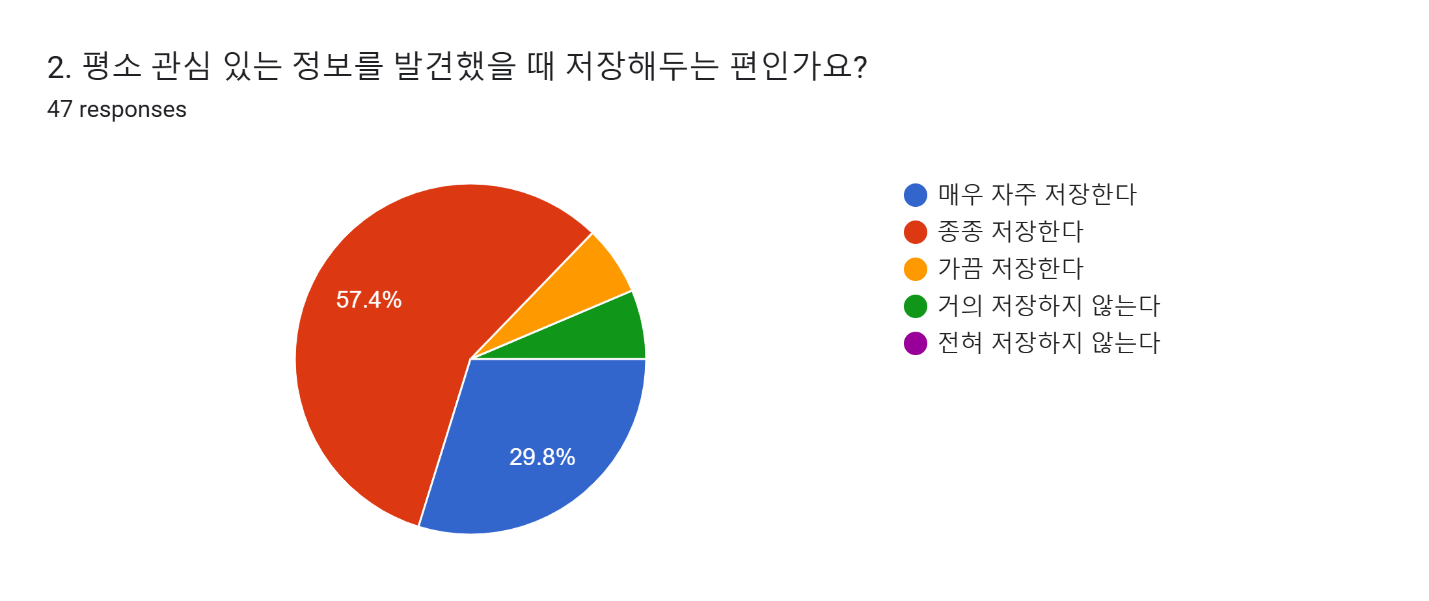 2. 평소 관심 있는 정보를 발견했을 때 저장해두는 편인가요?
47 responses
매우 자주 저장한다
종종 저장한다
가끔 저장한다
거의 저장하지 않는다
전혀 저장하지 않는다
57.4%
29.8%